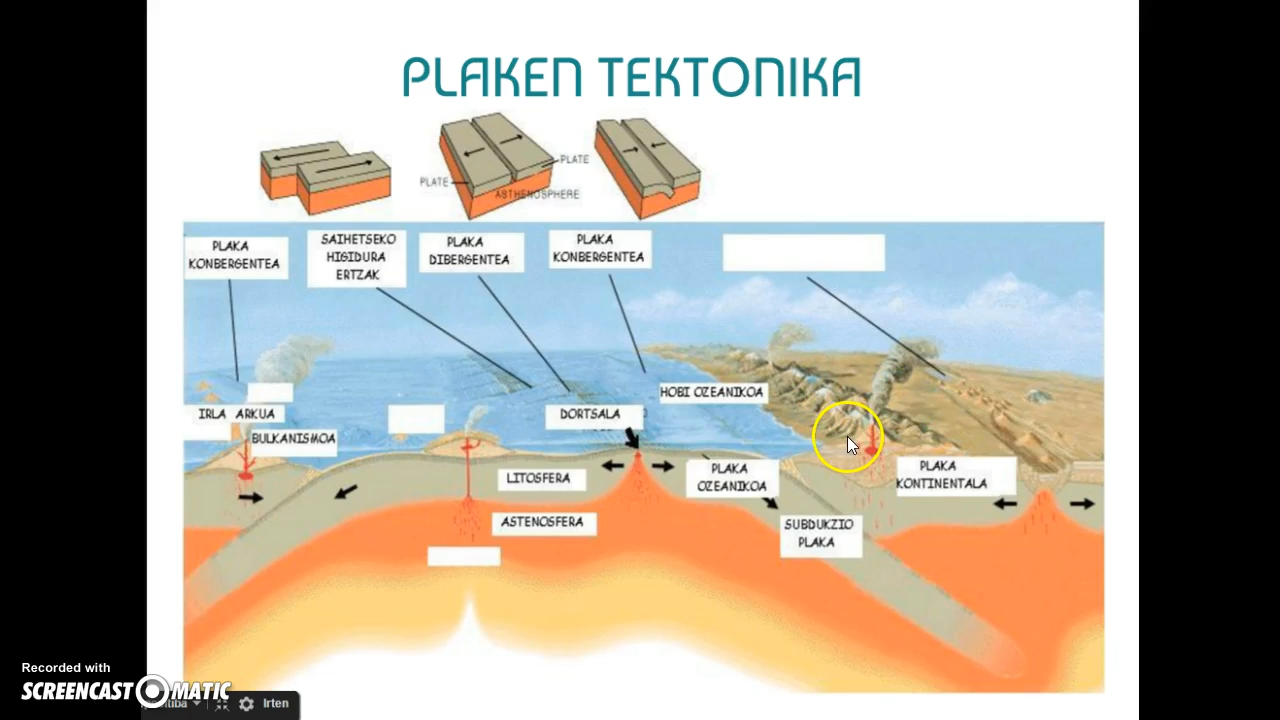 PLAKEN TEKTONIKA
PLATE
PLATE
ASTHENOSPHERE
PLAKA
KONBERGENTEA
SAIHETSEKO
HIGIDURA
ERTZAK
PLAKA
DIBERGENTEA
PLAKA
KONBERGENTEA
HOBI OZEANIKOA
IRLA ARKUA
DORTSALA
BULKANISMOA
LITOSFERA
PLAKA
OZEANIKOA
PLAKA
KONTINENTALA
ASTENOSFERA
SUBDUKZIO
PLAKA
Recorded with
SCREENCAST-O-MATIC
Irten